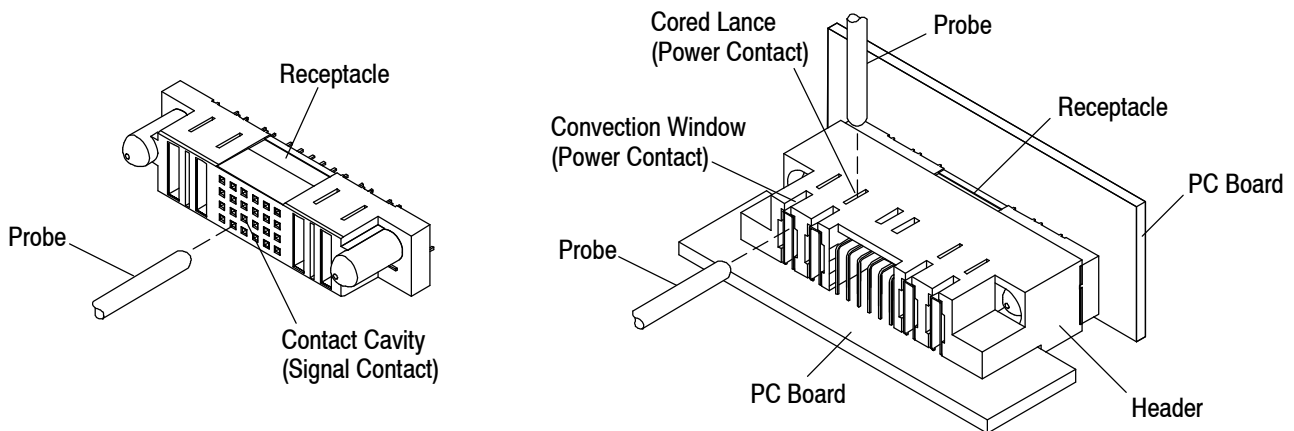 Receptacle
Probe
Contact Cavity
(Signal Contact)
Cored Lance
(Power Contact)
Probe
Receptacle
Convection Window
(Power Contact)
PC Board
Probe
PC Board
Header